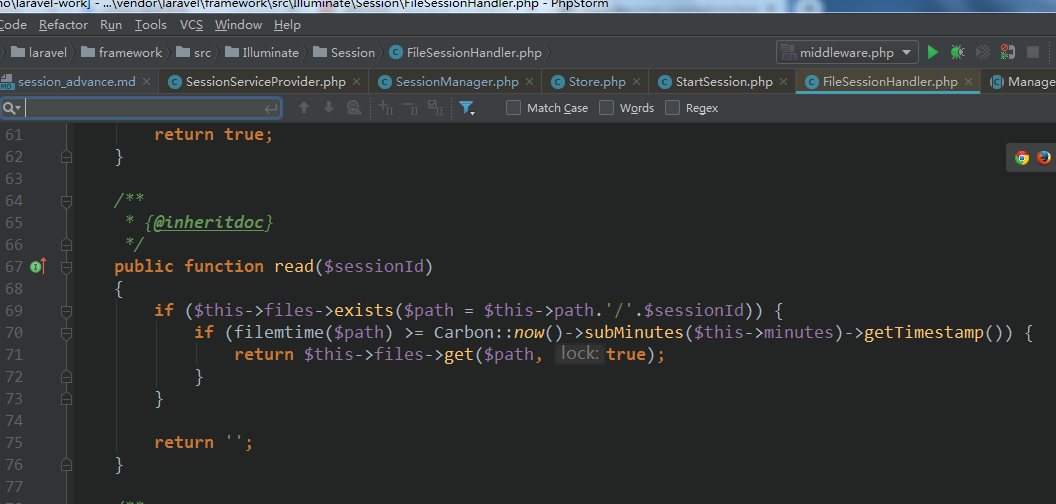 no\laravel-work] - ...\vendor\laravel\framework\src\Illuminate\Session\FileSessionHandler.php - PhpStorm
Code Refactor Run Tools VCS Window Help
laravel framework src Illuminate Session FileSessionHandler.php middleware.php
session_advance.md SessionServiceProvider.php SessionManager.php Store.php StartSession.php FileSessionHandler.php Manage
Match Case Words Regex
61 return true;
62 }
63
64 /**
65 * {@inheritdoc}
66 */
67 public function read($sessionId)
68 {
69 if ($this->files->exists($path = $this->path.'/'.$sessionId)) {
70 if (filemtime($path) >= Carbon::now()->subMinutes($this->minutes)->getTimestamp()) {
71 return $this->files->get($path, lock: true);
72 }
73 }
74
75 return '';
76 }
77